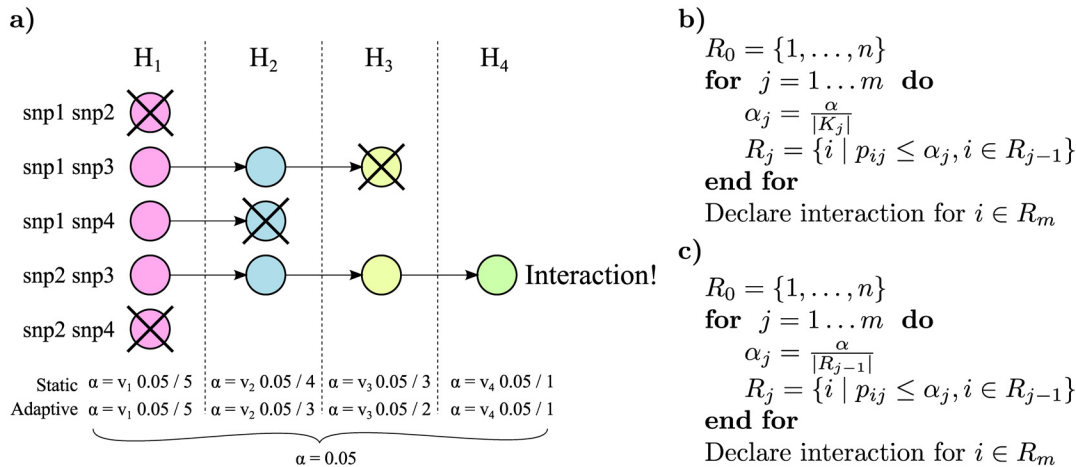 a)
H₁ H₂ H₃ H₄
snp1 snp2
snp1 snp3
snp1 snp4
snp2 snp3 Interaction!
snp2 snp4
Static α = v₁ 0.05 / 5 α = v₂ 0.05 / 4 α = v₃ 0.05 / 3 α = v₄ 0.05 / 1
Adaptive α = v₁ 0.05 / 5 α = v₂ 0.05 / 3 α = v₃ 0.05 / 2 α = v₄ 0.05 / 1
α = 0.05
b)
R₀ = {1, . . . , n}
for j = 1 . . . m do
αⱼ = α / |Kⱼ|
Rⱼ = {i | pᵢⱼ ≤ αⱼ, i ∈ Rⱼ₋₁}
end for
Declare interaction for i ∈ Rₘ
c)
R₀ = {1, . . . , n}
for j = 1 . . . m do
αⱼ = α / |Rⱼ₋₁|
Rⱼ = {i | pᵢⱼ ≤ αⱼ, i ∈ Rⱼ₋₁}
end for
Declare interaction for i ∈ Rₘ